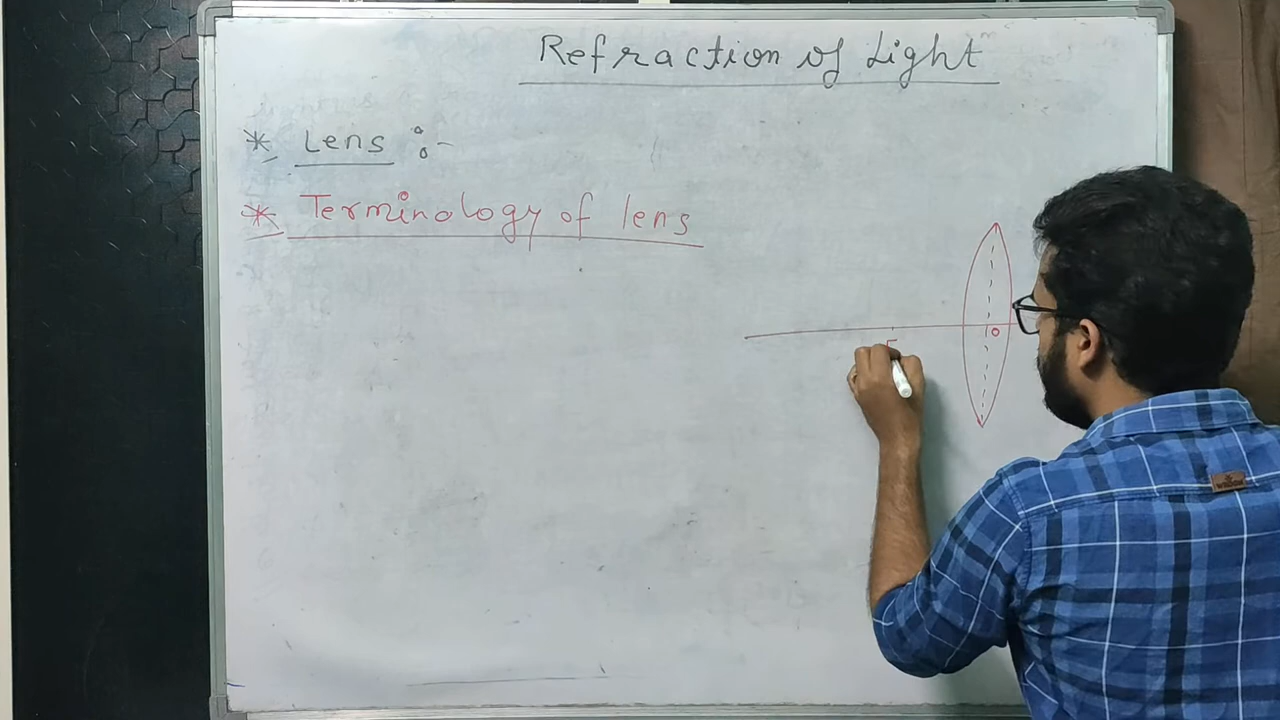 Refraction of Light
* Lens :-
* Terminology of lens
O
F